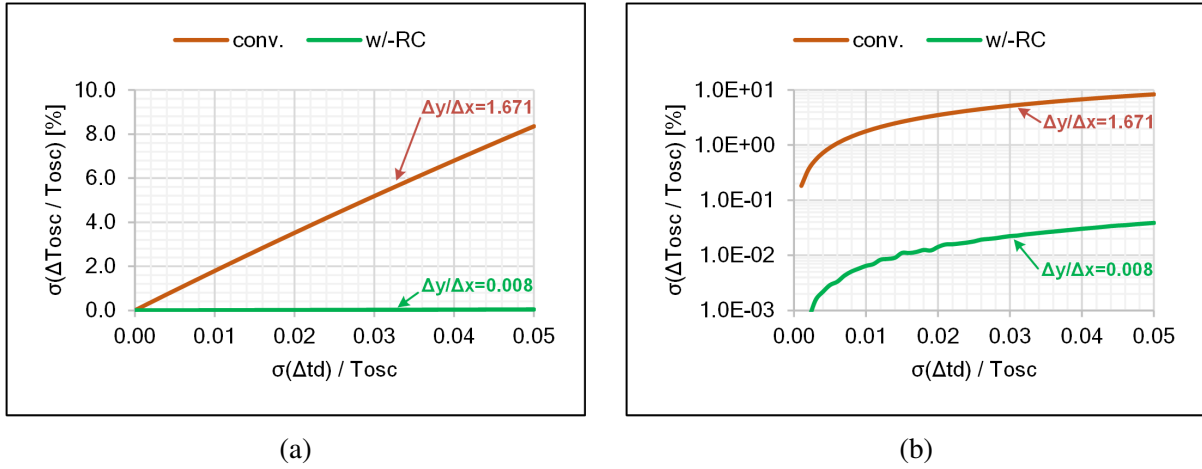 conv. w/-RC
σ(ΔTosc / Tosc) [%]
10.0
8.0
6.0
4.0
2.0
0.0
Δy/Δx=1.671
Δy/Δx=0.008
0.00 0.01 0.02 0.03 0.04 0.05
σ(Δtd) / Tosc
(a)
conv. w/-RC
σ(ΔTosc / Tosc) [%]
1.0E+01
1.0E+00
1.0E-01
1.0E-02
1.0E-03
Δy/Δx=1.671
Δy/Δx=0.008
0.00 0.01 0.02 0.03 0.04 0.05
σ(Δtd) / Tosc
(b)